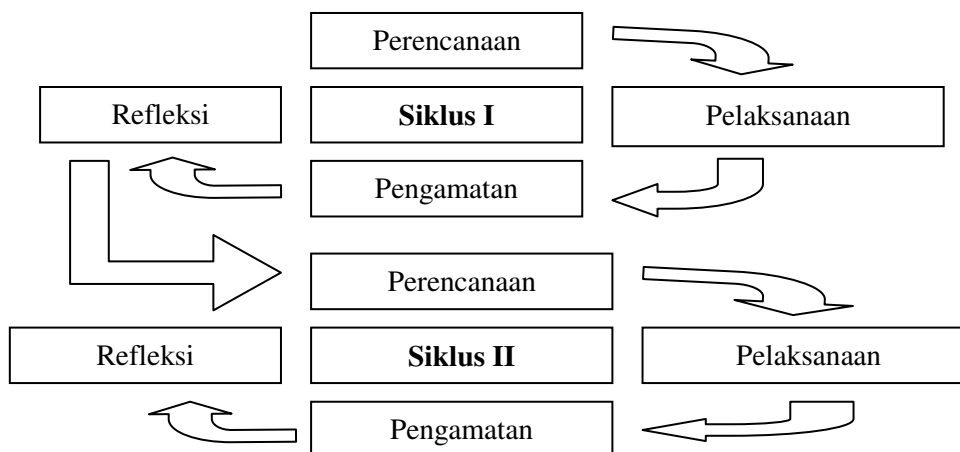 Perencanaan
Refleksi
Siklus I
Pelaksanaan
Pengamatan
Perencanaan
Refleksi
Siklus II
Pelaksanaan
Pengamatan